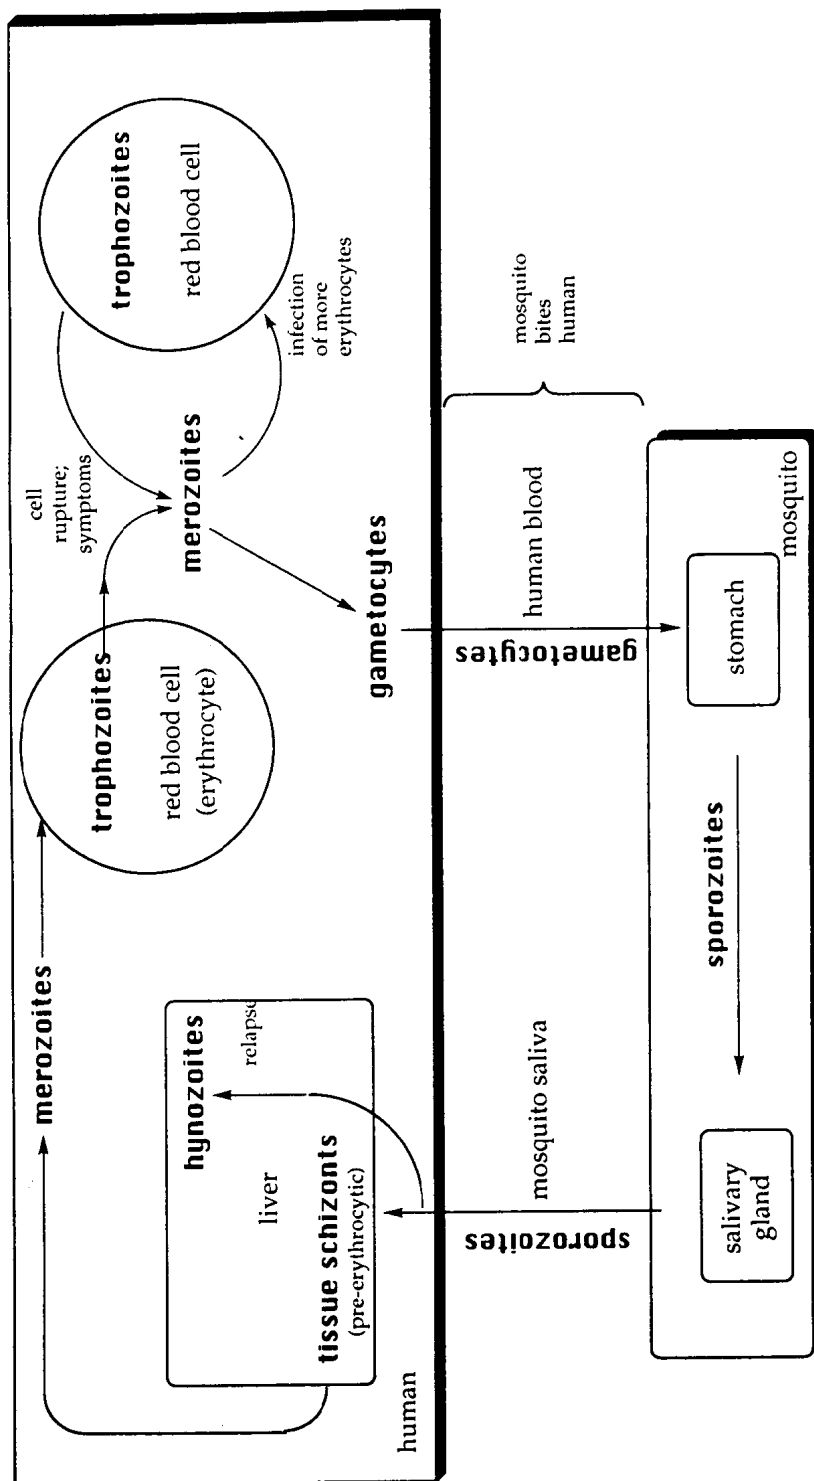 human
tissue schizonts
(pre-erythrocytic)
liver
hynozoites
relapse
merozoites
trophozoites
red blood cell
(erythrocyte)
cell
rupture;
symptoms
merozoites
trophozoites
red blood cell
infection
of more
erythrocytes
gametocytes
sporozoites
mosquito saliva
gametocytes
human blood
mosquito
bites
human
salivary
gland
sporozoites
stomach
mosquito